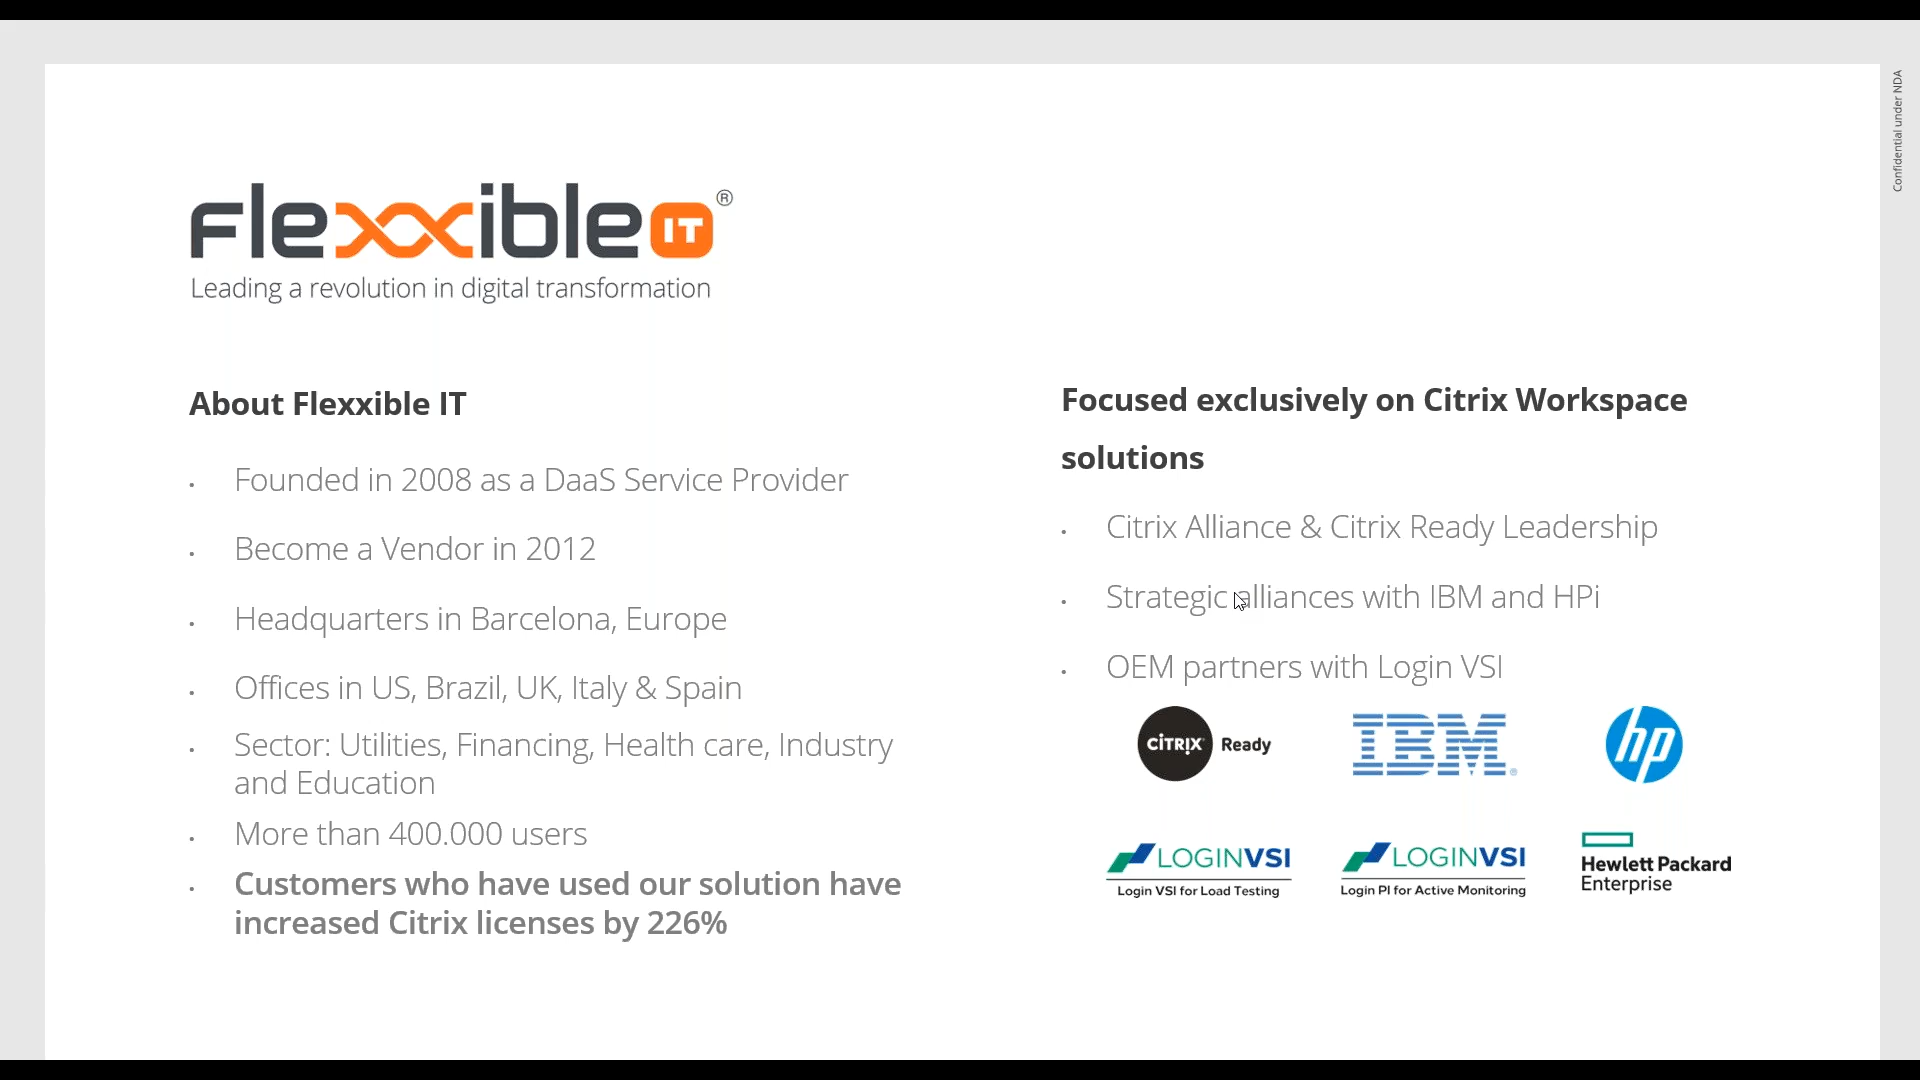 Confidential under NDA
FlexxibleIT®
Leading a revolution in digital transformation
About Flexxible IT
• Founded in 2008 as a DaaS Service Provider
• Become a Vendor in 2012
• Headquarters in Barcelona, Europe
• Offices in US, Brazil, UK, Italy & Spain
• Sector: Utilities, Financing, Health care, Industry
and Education
• More than 400.000 users
• Customers who have used our solution have
increased Citrix licenses by 226%
Focused exclusively on Citrix Workspace
solutions
• Citrix Alliance & Citrix Ready Leadership
• Strategic alliances with IBM and HPi
• OEM partners with Login VSI
CITRIX Ready
IBM®
hp
LOGINVSI
Login VSI for Load Testing
LOGINVSI
Login PI for Active Monitoring
Hewlett Packard
Enterprise